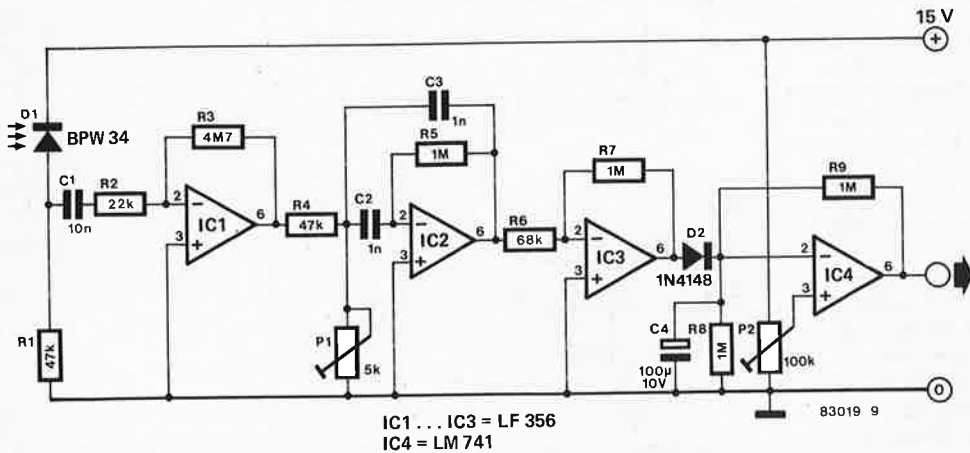 15 V
+
C3
1n
D1
BPW 34
R3
4M7
R5
1M
R7
1M
R9
1M
C1
10n
R2
22k
2
3
IC1
6
R4
47k
C2
1n
2
3
IC2
6
R6
68k
2
3
IC3
6
D2
1N4148
2
3
IC4
6
R1
47k
P1
5k
C4
100µ
10V
R8
1M
P2
100k
0
83019 9
IC1 ... IC3 = LF 356
IC4 = LM 741